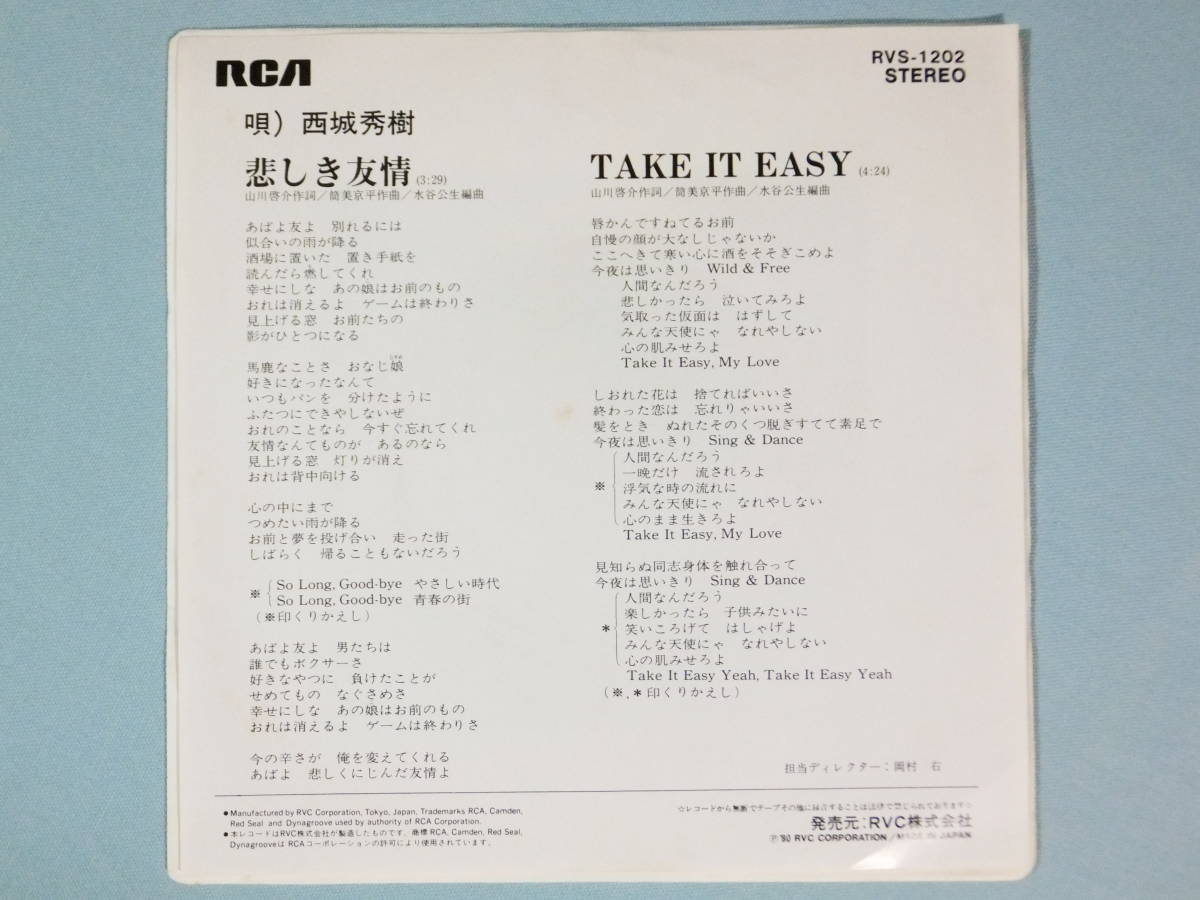 RCA
RVS-1202
STEREO
唄）西城秀樹
悲しき友情 (3:29)
山川啓介作詞／筒美京平作曲／水谷公生編曲
あばよ友よ　別れるには
似合いの雨が降る
酒場に置いた　置き手紙を
読んだら燃してくれ
幸せにしな　あの娘はお前のもの
おれは消えるよ　ゲームは終わりさ
見上げる窓　お前たちの
影がひとつになる
馬鹿なことさ　おなじ娘
好きになったなんて
いつもパンを　分けたように
ふたつにできやしないぜ
おれのことなら　今すぐ忘れてくれ
友情なんてものが　あるのなら
見上げる窓　灯りが消え
おれは背中向ける
心の中にまで
つめたい雨が降る
お前と夢を投げ合い　走った街
しばらく　帰ることもないだろう
※ So Long, Good-bye　やさしい時代
So Long, Good-bye　青春の街
（※印くりかえし）
あばよ友よ　男たちは
誰でもボクサーさ
好きなやつに　負けたことが
せめてもの　なぐさめさ
幸せにしな　あの娘はお前のもの
おれは消えるよ　ゲームは終わりさ
今の辛さが　俺を変えてくれる
あばよ　悲しくにじんだ友情よ
TAKE IT EASY (4:24)
山川啓介作詞／筒美京平作曲／水谷公生編曲
唇かんですねてるお前
自慢の顔が大なしじゃないか
ここへきて寒い心に酒をそそぎこめよ
今夜は思いきり　Wild & Free
人間なんだろう
悲しかったら　泣いてみろよ
気取った仮面は　はずして
みんな天使にゃ　なれやしない
心の肌みせろよ
Take It Easy, My Love
しおれた花は　捨てればいいさ
終わった恋は　忘れりゃいいさ
髪をとき　ぬれたそのくつ脱ぎすてて素足で
今夜は思いきり　Sing & Dance
人間なんだろう
一晩だけ　流されろよ
※ 浮気な時の流れに
みんな天使にゃ　なれやしない
心のまま生きろよ
Take It Easy, My Love
見知らぬ同志身体を触れ合って
今夜は思いきり　Sing & Dance
人間なんだろう
楽しかったら　子供みたいに
* 笑いころげて　はしゃげよ
みんな天使にゃ　なれやしない
心の肌みせろよ
Take It Easy Yeah, Take It Easy Yeah
（※,*印くりかえし）
担当ディレクター：岡村　右
●Manufactured by RVC Corporation, Tokyo, Japan, Trademarks RCA, Camden,
Red Seal and Dynagroove used by authority of RCA Corporation.
●本レコードはRVC株式会社が製造したものです。商標RCA, Camden, Red Seal,
DynagrooveはRCAコーポレーションの許可により使用されています。
☆レコードから無断でテープその他に録音することは法律で禁じられております☆
発売元：RVC株式会社
Ⓟ'80 RVC CORPORATION / MADE IN JAPAN